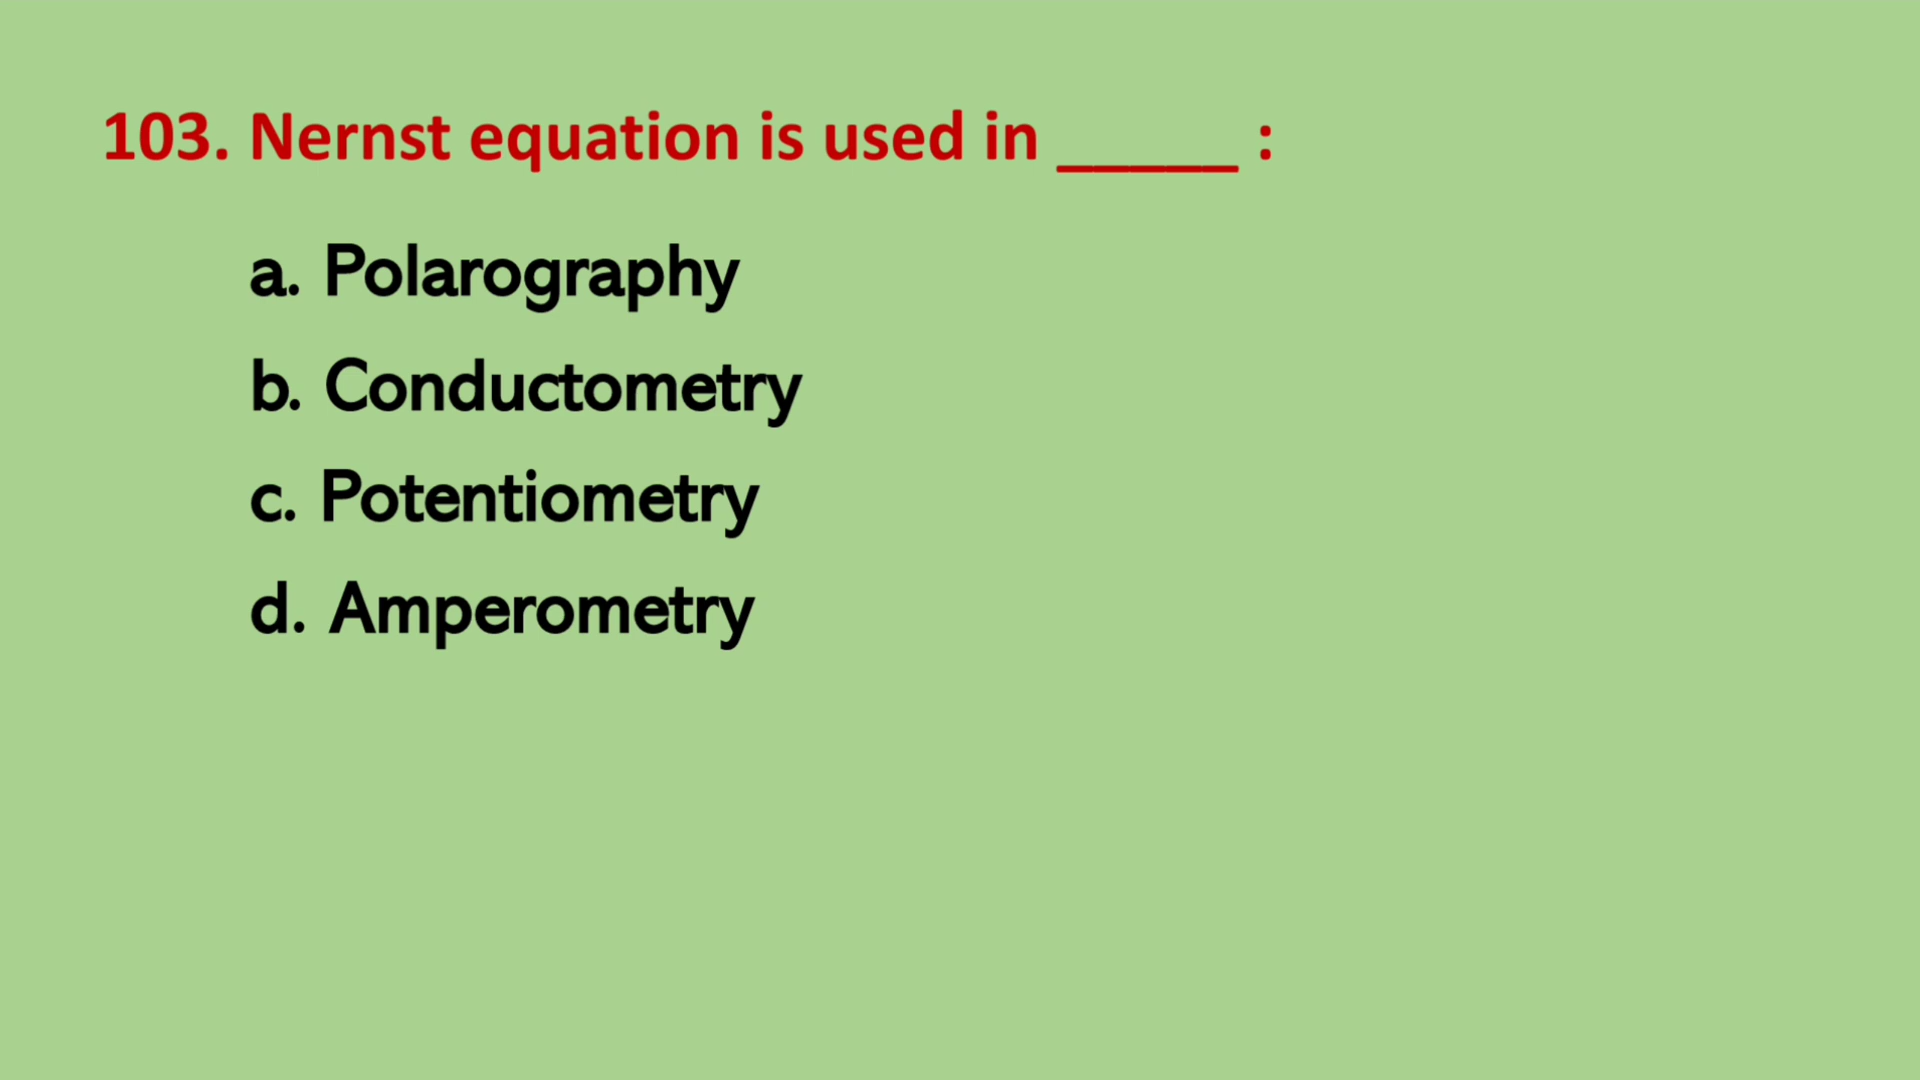 103. Nernst equation is used in _____ :
a. Polarography
b. Conductometry
c. Potentiometry
d. Amperometry